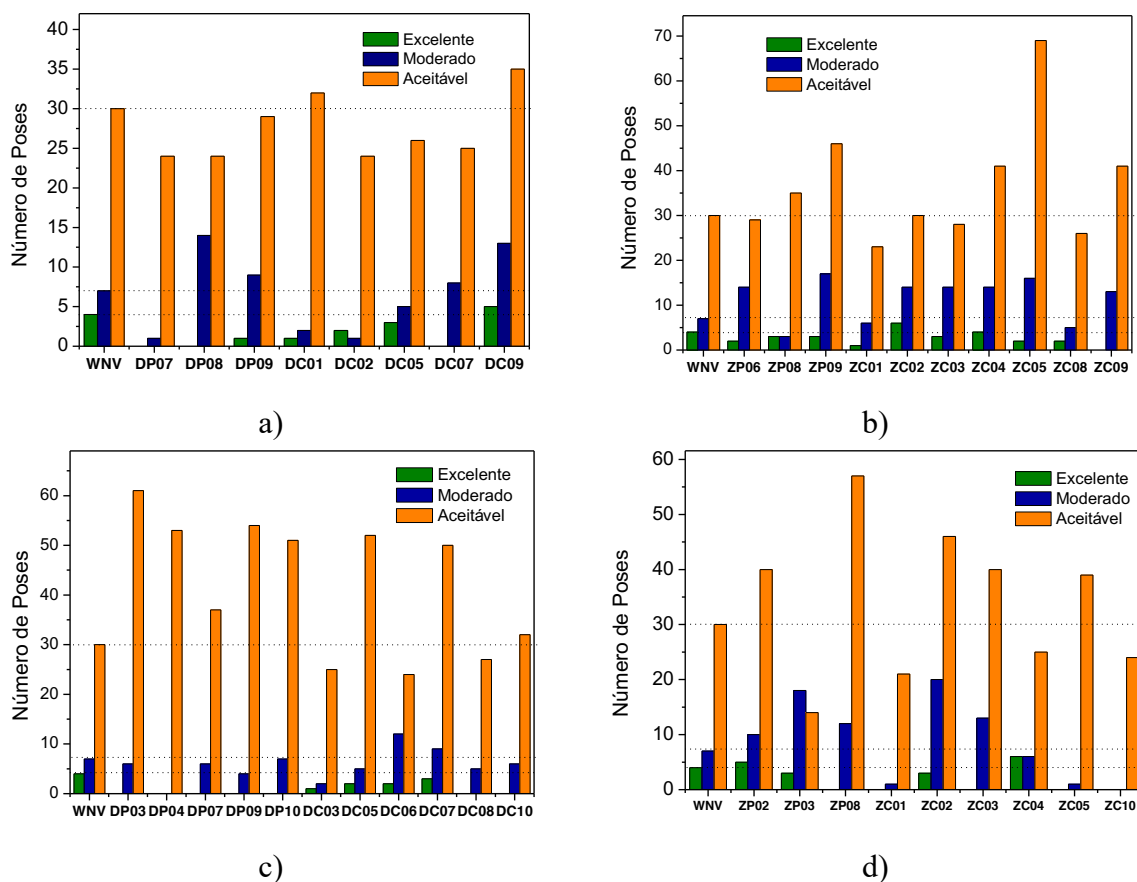 40
35
30
25
20
15
10
5
0
Número de Poses
Excelente
Moderado
Aceitável
WNV DP07 DP08 DP09 DC01 DC02 DC05 DC07 DC09
a)
70
60
50
40
30
20
10
0
Número de Poses
Excelente
Moderado
Aceitável
WNV ZP06 ZP08 ZP09 ZC01 ZC02 ZC03 ZC04 ZC05 ZC08 ZC09
b)
60
50
40
30
20
10
0
Número de Poses
Excelente
Moderado
Aceitável
WNV DP03 DP04 DP07 DP09 DP10 DC03 DC05 DC06 DC07 DC08 DC10
c)
60
50
40
30
20
10
0
Número de Poses
Excelente
Moderado
Aceitável
WNV ZP02 ZP03 ZP08 ZC01 ZC02 ZC03 ZC04 ZC05 ZC10
d)